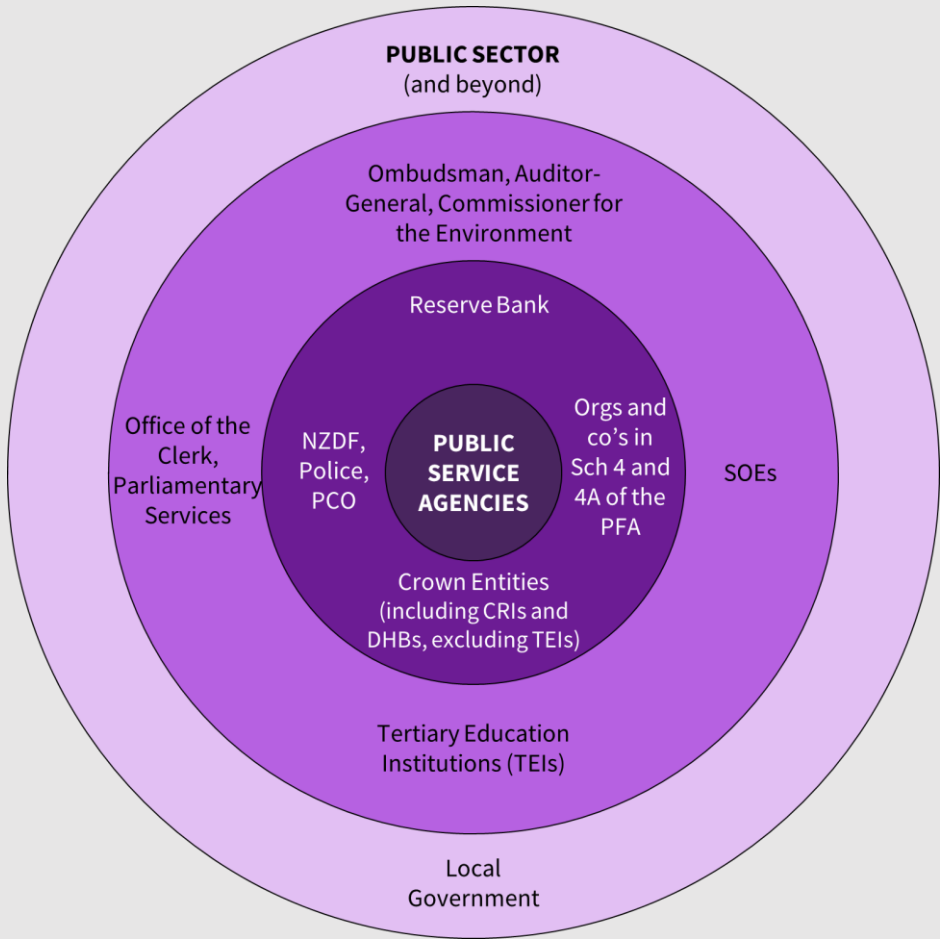 PUBLIC SECTOR
(and beyond)
Ombudsman, Auditor-
General, Commissioner for
the Environment
Reserve Bank
Office of the
Clerk,
Parliamentary
Services
NZDF,
Police,
PCO
PUBLIC
SERVICE
AGENCIES
Orgs and
co's in
Sch 4 and
4A of the
PFA
SOEs
Crown Entities
(including CRIs and
DHBs, excluding TEIs)
Tertiary Education
Institutions (TEIs)
Local
Government